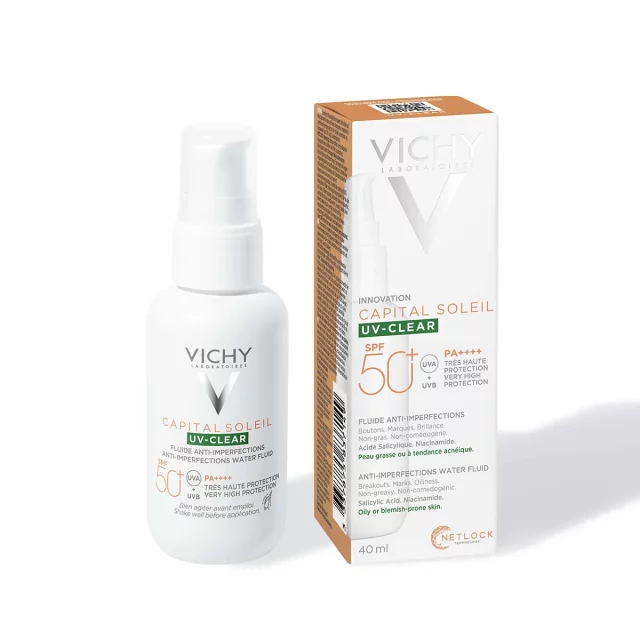 VICHY
LABORATOIRES
CAPITAL SOLEIL
UV-CLEAR
FLUIDE ANTI-IMPERFECTIONS
ANTI-IMPERFECTIONS WATER FLUID
SPF
50+
UVA
+
UVB
PA++++
TRÈS HAUTE PROTECTION
VERY HIGH PROTECTION
Bien agiter avant emploi.
Shake well before application.
VICHY
LABORATOIRES
INNOVATION
CAPITAL SOLEIL
UV-CLEAR
SPF
50+
UVA
+
UVB
PA++++
TRÈS HAUTE
PROTECTION
VERY HIGH
PROTECTION
FLUIDE ANTI-IMPERFECTIONS
Boutons. Marques. Brillance.
Non-gras. Non-comédogène.
Acide Salicylique. Niacinamide.
Peau grasse ou à tendance acnéique.
ANTI-IMPERFECTIONS WATER FLUID
Breakouts. Marks. Oiliness.
Non-greasy. Non-comedogenic.
Salicylic Acid. Niacinamide.
Oily or blemish-prone skin.
40 ml
NETLOCK
TECHNOLOGY